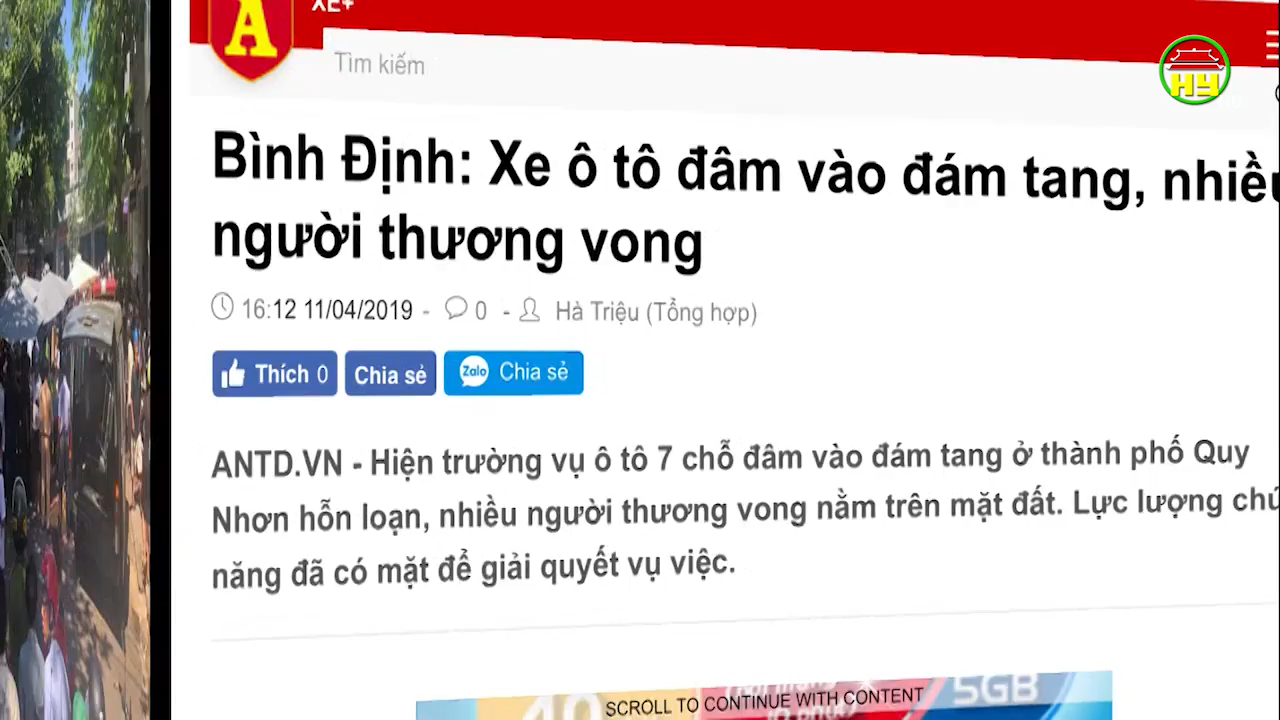 XE+
A
Tìm kiếm
HY
Bình Định: Xe ô tô đâm vào đám tang, nhiều
người thương vong
16:12 11/04/2019 - 0 - Hà Triệu (Tổng hợp)
Thích 0 Chia sẻ Zalo Chia sẻ
ANTD.VN - Hiện trường vụ ô tô 7 chỗ đâm vào đám tang ở thành phố Quy
Nhơn hỗn loạn, nhiều người thương vong nằm trên mặt đất. Lực lượng chứ
năng đã có mặt để giải quyết vụ việc.
SCROLL TO CONTINUE WITH CONTENT
5GB